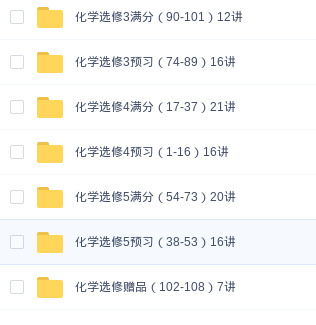 化学选修3满分（90-101）12讲
化学选修3预习（74-89）16讲
化学选修4满分（17-37）21讲
化学选修4预习（1-16）16讲
化学选修5满分（54-73）20讲
化学选修5预习（38-53）16讲
化学选修赠品（102-108）7讲